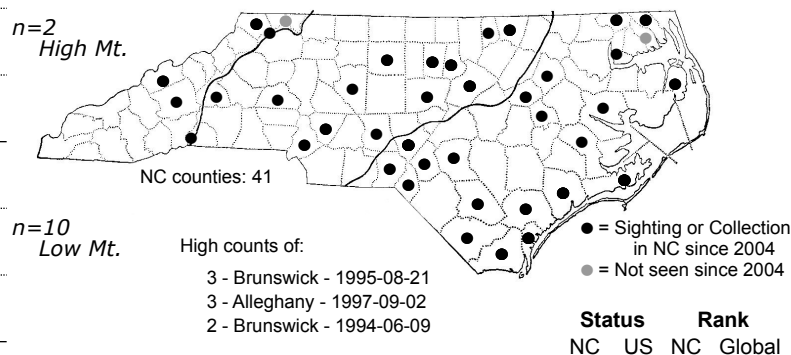 n=2
High Mt.
NC counties: 41
n=10
Low Mt.
High counts of:
3 - Brunswick - 1995-08-21
3 - Alleghany - 1997-09-02
2 - Brunswick - 1994-06-09
● = Sighting or Collection
in NC since 2004
● = Not seen since 2004
Status Rank
NC US NC Global